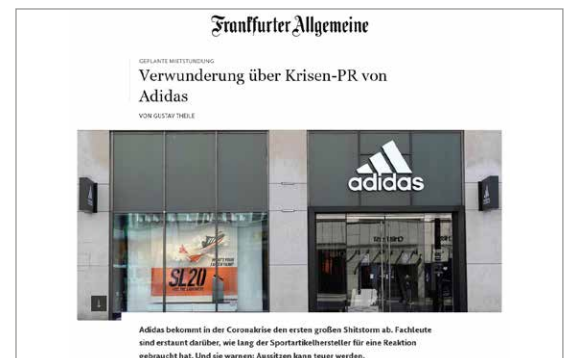 Frankfurter Allgemeine
GEPLANTE MIETSTUNDUNG
Verwunderung über Krisen-PR von
Adidas
VON GUSTAV THEILE
adidas
SL20
Adidas bekommt in der Coronakrise den ersten großen Shitstorm ab. Fachleute
sind erstaunt darüber, wie lang der Sportartikelhersteller für eine Reaktion
gebraucht hat. Und sie warnen: Aussitzen kann teuer werden.